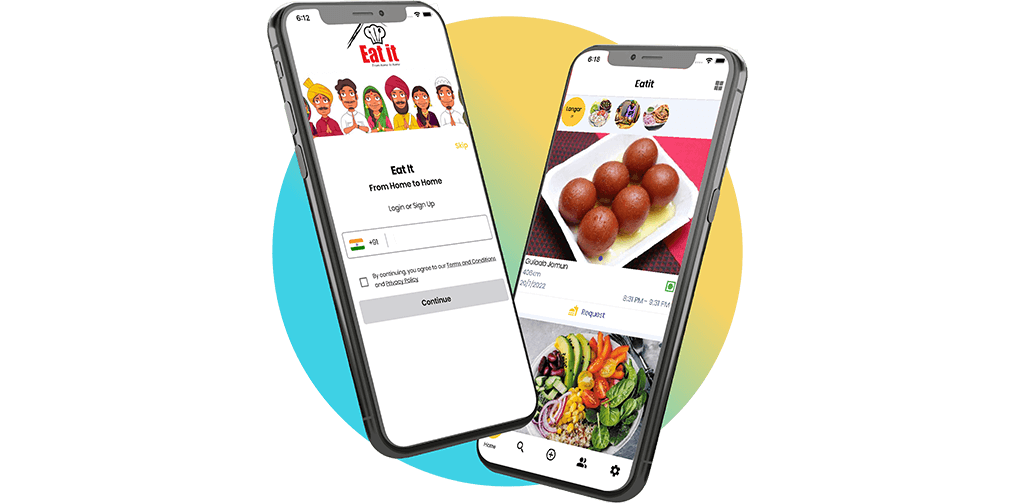 6:12
Eat it
From Home to Home
Skip
Eat It
From Home to Home
Login or Sign Up
+91
By continuing, you agree to our Terms and Conditions
and Privacy Policy
Continue
6:18
Eatit
Langar
Gulaab Jamun
29/7/2022
8:31 PM - 9:31 PM
Request
Home